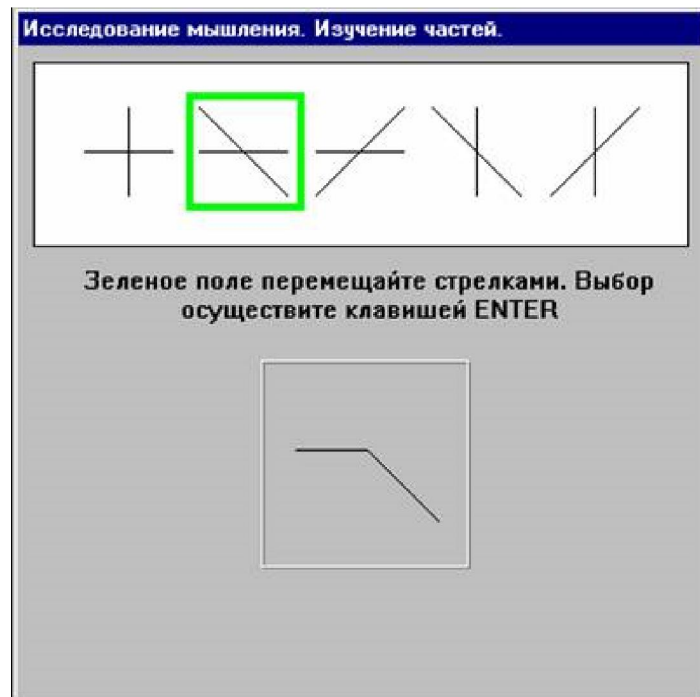 Исследование мышления. Изучение частей.
Зеленое поле перемещайте стрелками. Выбор
осуществите клавишей ENTER